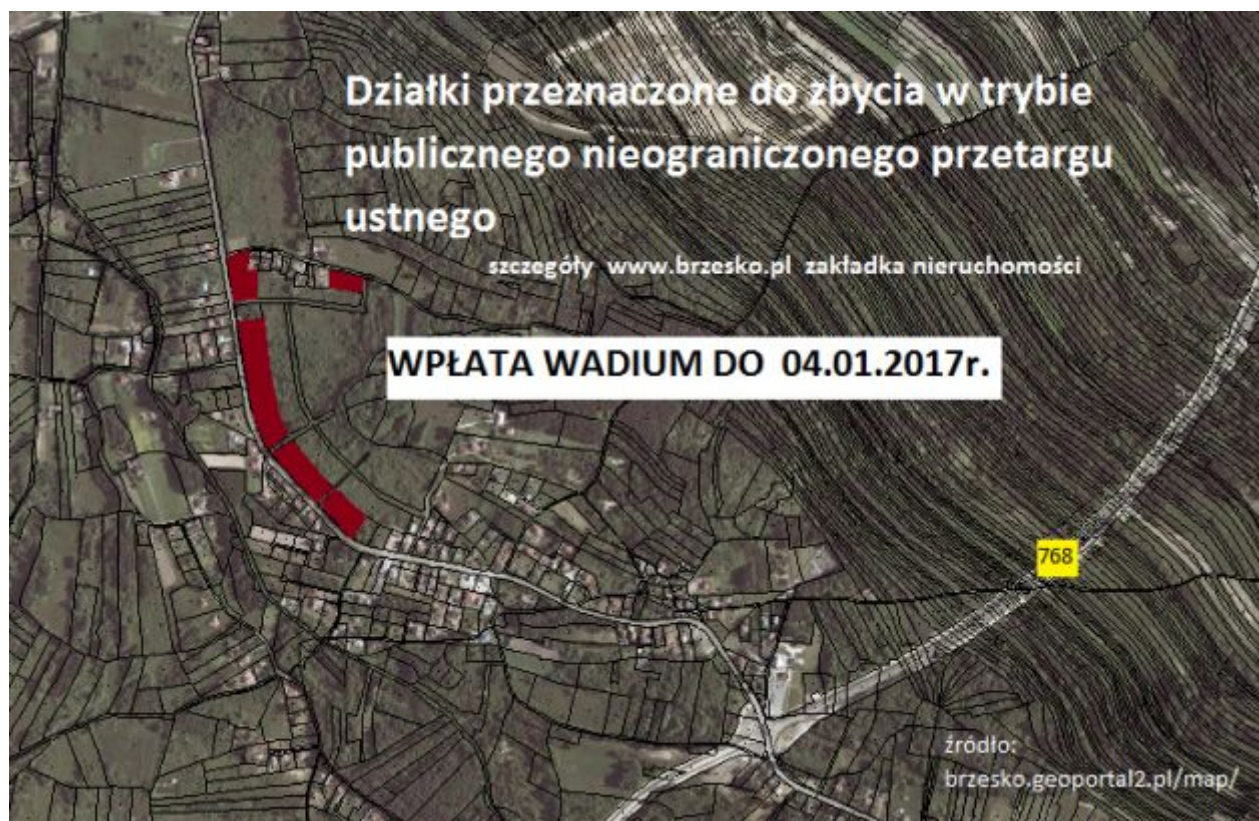 Działki przeznaczone do zbycia w trybie
publicznego nieograniczonego przetargu
ustnego
szczegóły www.brzesko.pl zakładka nieruchomości
WPŁATA WADIUM DO 04.01.2017r.
768
źródło:
brzesko.geoportal2.pl/map/